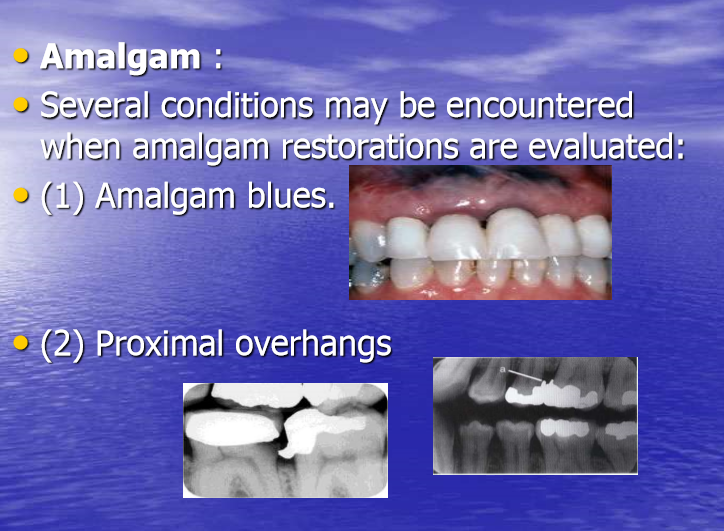 Amalgam :
Several conditions may be encountered
when amalgam restorations are evaluated:
(1) Amalgam blues.
(2) Proximal overhangs
a